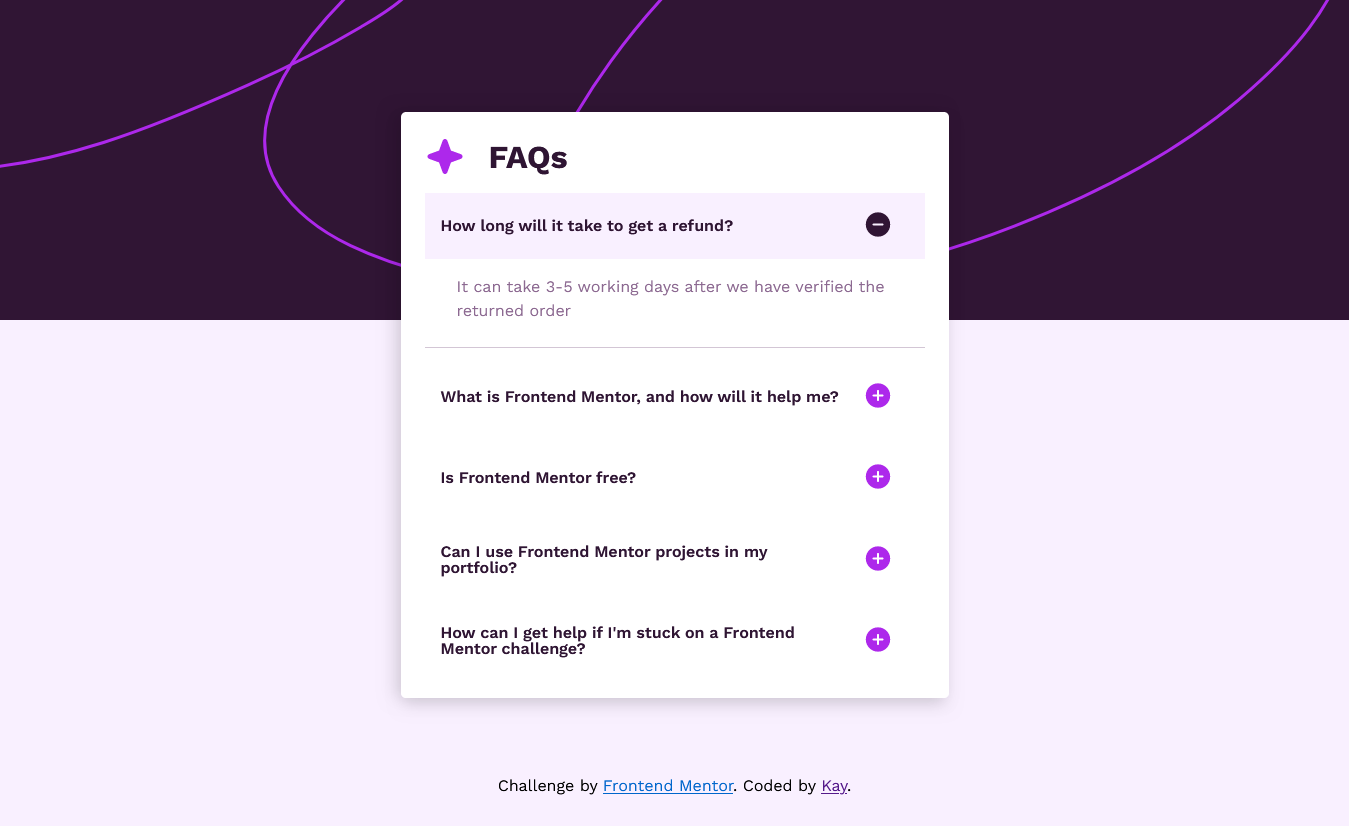 FAQs
How long will it take to get a refund?
It can take 3-5 working days after we have verified the
returned order
What is Frontend Mentor, and how will it help me?
Is Frontend Mentor free?
Can I use Frontend Mentor projects in my
portfolio?
How can I get help if I'm stuck on a Frontend
Mentor challenge?
Challenge by Frontend Mentor. Coded by Kay.